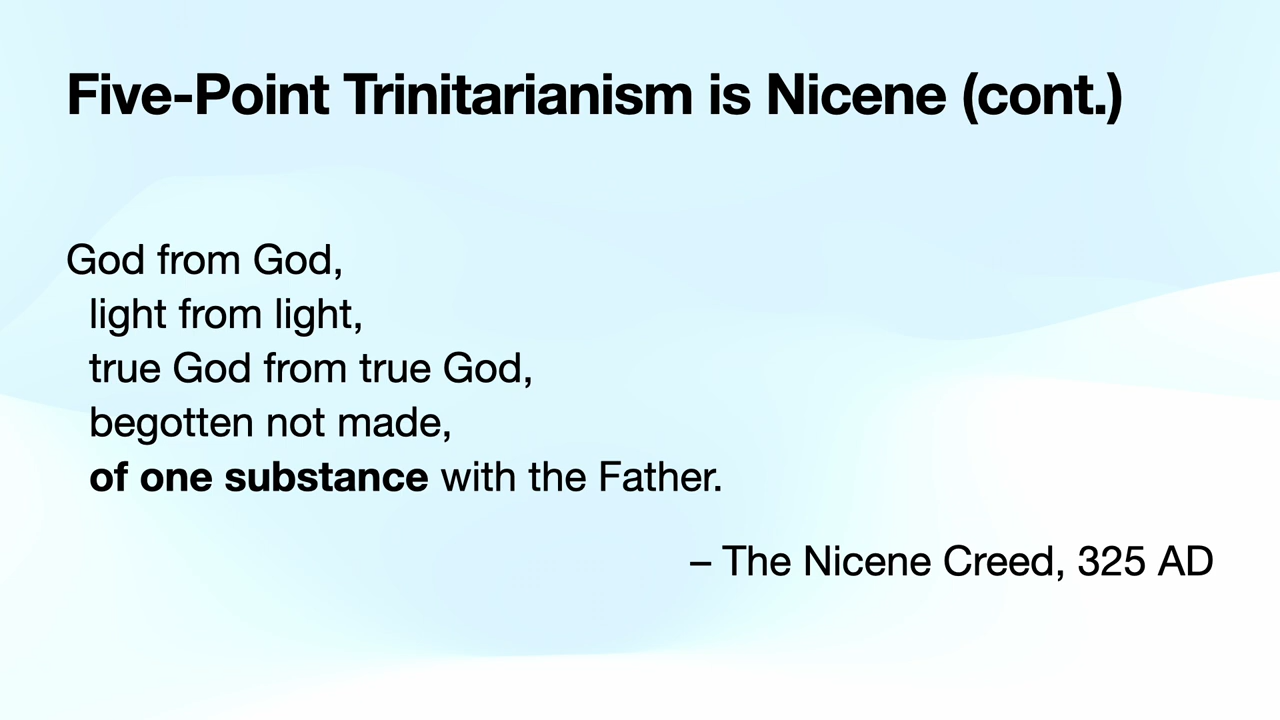 Five-Point Trinitarianism is Nicene (cont.)
God from God,
light from light,
true God from true God,
begotten not made,
of one substance with the Father.
– The Nicene Creed, 325 AD